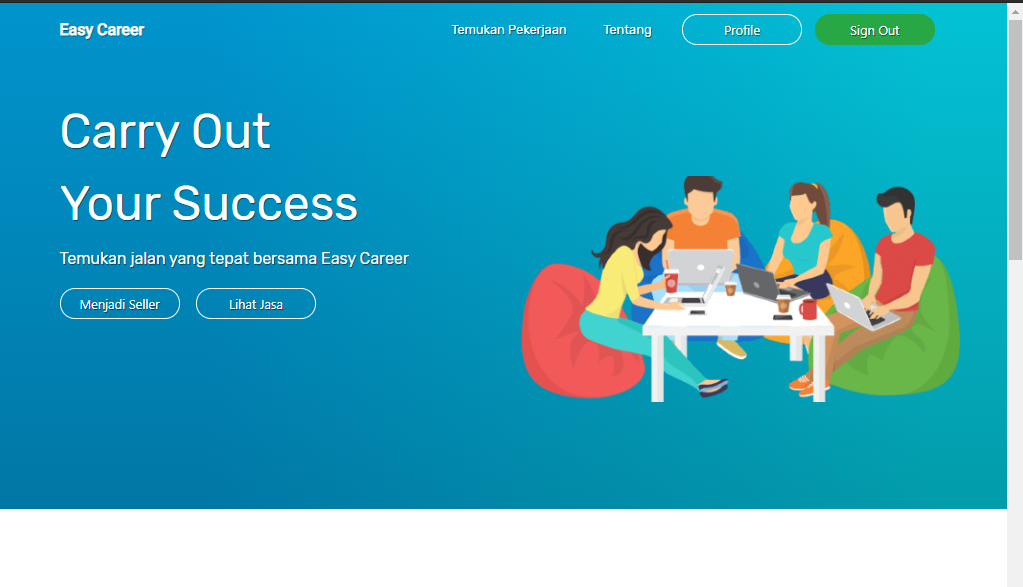 Easy Career
Temukan Pekerjaan
Tentang
Profile
Sign Out
Carry Out
Your Success
Temukan jalan yang tepat bersama Easy Career
Menjadi Seller
Lihat Jasa